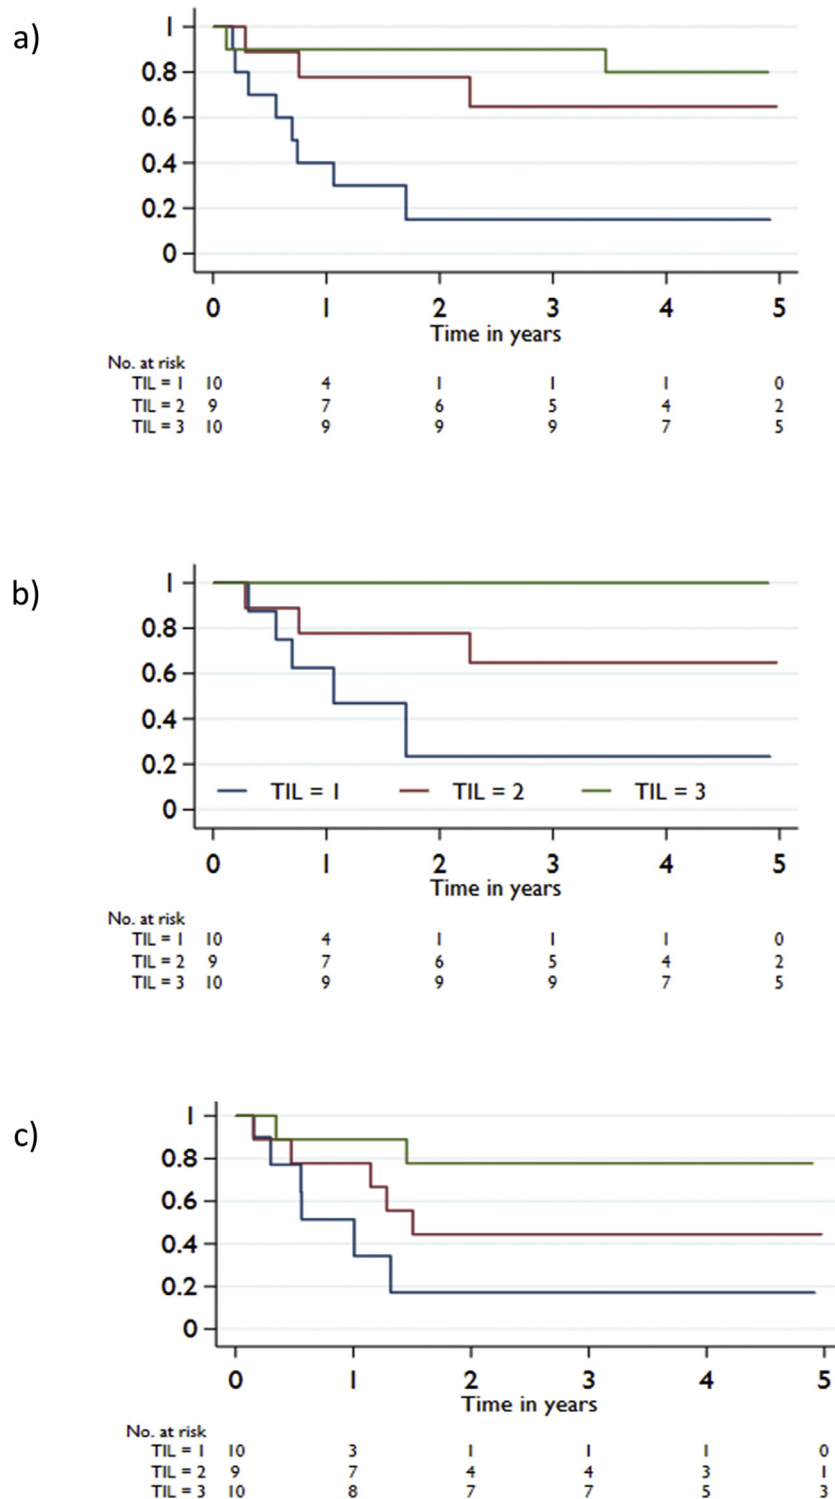 a)
1
0.8
0.6
0.4
0.2
0
0 1 2 3 4 5
Time in years
No. at risk
TIL = 1 10 4 1 1 1 0
TIL = 2 9 7 6 5 4 2
TIL = 3 10 9 9 9 7 5
b)
1
0.8
0.6
0.4
0.2
0
TIL = 1 TIL = 2 TIL = 3
0 1 2 3 4 5
Time in years
No. at risk
TIL = 1 10 4 1 1 1 0
TIL = 2 9 7 6 5 4 2
TIL = 3 10 9 9 9 7 5
c)
1
0.8
0.6
0.4
0.2
0
0 1 2 3 4 5
Time in years
No. at risk
TIL = 1 10 3 1 1 1 0
TIL = 2 9 7 4 4 3 1
TIL = 3 10 8 7 7 5 3